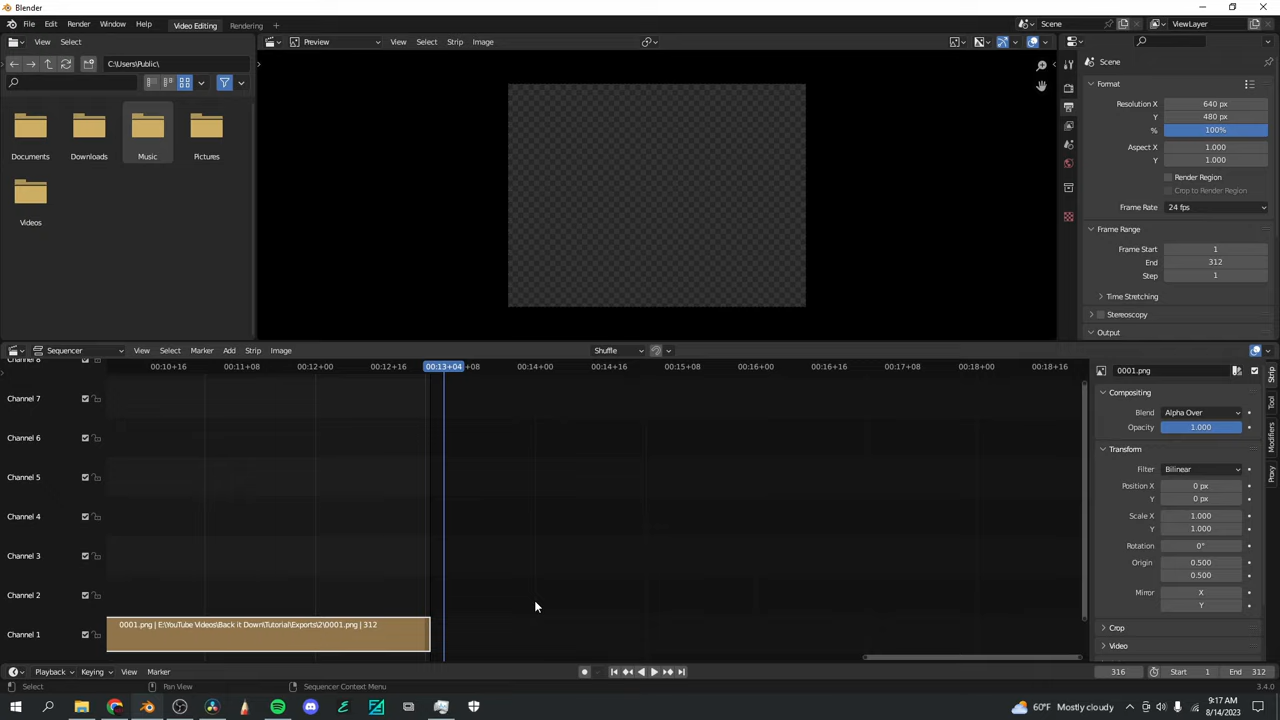 Blender
File Edit Render Window Help Video Editing Rendering + Scene ViewLayer
View Select Preview View Select Strip Image
C:\Users\Public\ Scene
Format
Resolution X 640 px
Y 480 px
% 100%
Aspect X 1.000
Y 1.000
Documents Downloads Music Pictures
Render Region
Crop to Render Region
Frame Rate 24 fps
Videos
Frame Range
Frame Start 1
End 312
Step 1
Time Stretching
Stereoscopy
Output
Sequencer View Select Marker Add Strip Image Shuffle
00:10+16 00:11+08 00:12+00 00:12+16 00:13+04 +08 00:14+00 00:14+16 00:15+08 00:16+00 00:16+16 00:17+08 00:18+00 00:18+16
Channel 8
Channel 7
Channel 6
Channel 5
Channel 4
Channel 3
Channel 2
Channel 1
0001.png | E:\YouTube Videos\Back it Down\Tutorial\Exports\2\0001.png | 312
0001.png
Compositing
Blend Alpha Over
Opacity 1.000
Transform
Filter Bilinear
Position X 0 px
Y 0 px
Scale X 1.000
Y 1.000
Rotation 0°
Origin 0.500
0.500
Mirror X
Y
Crop
Video
Strip
Tool
Modifiers
Proxy
Playback Keying View Marker 316 Start 1 End 312
Select Pan View Sequencer Context Menu 3.4.0
60°F Mostly cloudy
9:17 AM
8/14/2023